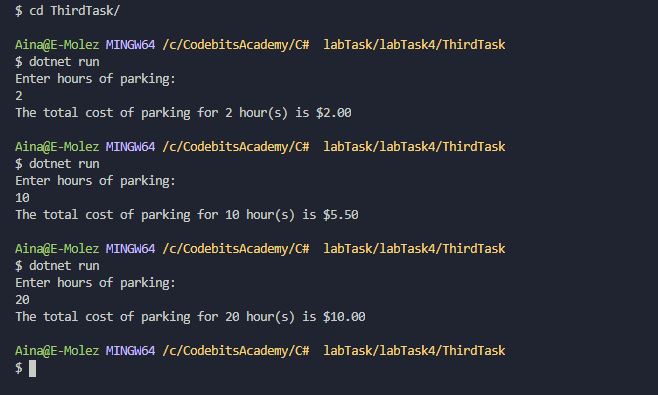 $ cd ThirdTask/
Aina@E-Molez MINGW64 /c/CodebitsAcademy/C#  labTask/labTask4/ThirdTask
$ dotnet run
Enter hours of parking:
2
The total cost of parking for 2 hour(s) is $2.00
Aina@E-Molez MINGW64 /c/CodebitsAcademy/C#  labTask/labTask4/ThirdTask
$ dotnet run
Enter hours of parking:
10
The total cost of parking for 10 hour(s) is $5.50
Aina@E-Molez MINGW64 /c/CodebitsAcademy/C#  labTask/labTask4/ThirdTask
$ dotnet run
Enter hours of parking:
20
The total cost of parking for 20 hour(s) is $10.00
Aina@E-Molez MINGW64 /c/CodebitsAcademy/C#  labTask/labTask4/ThirdTask
$